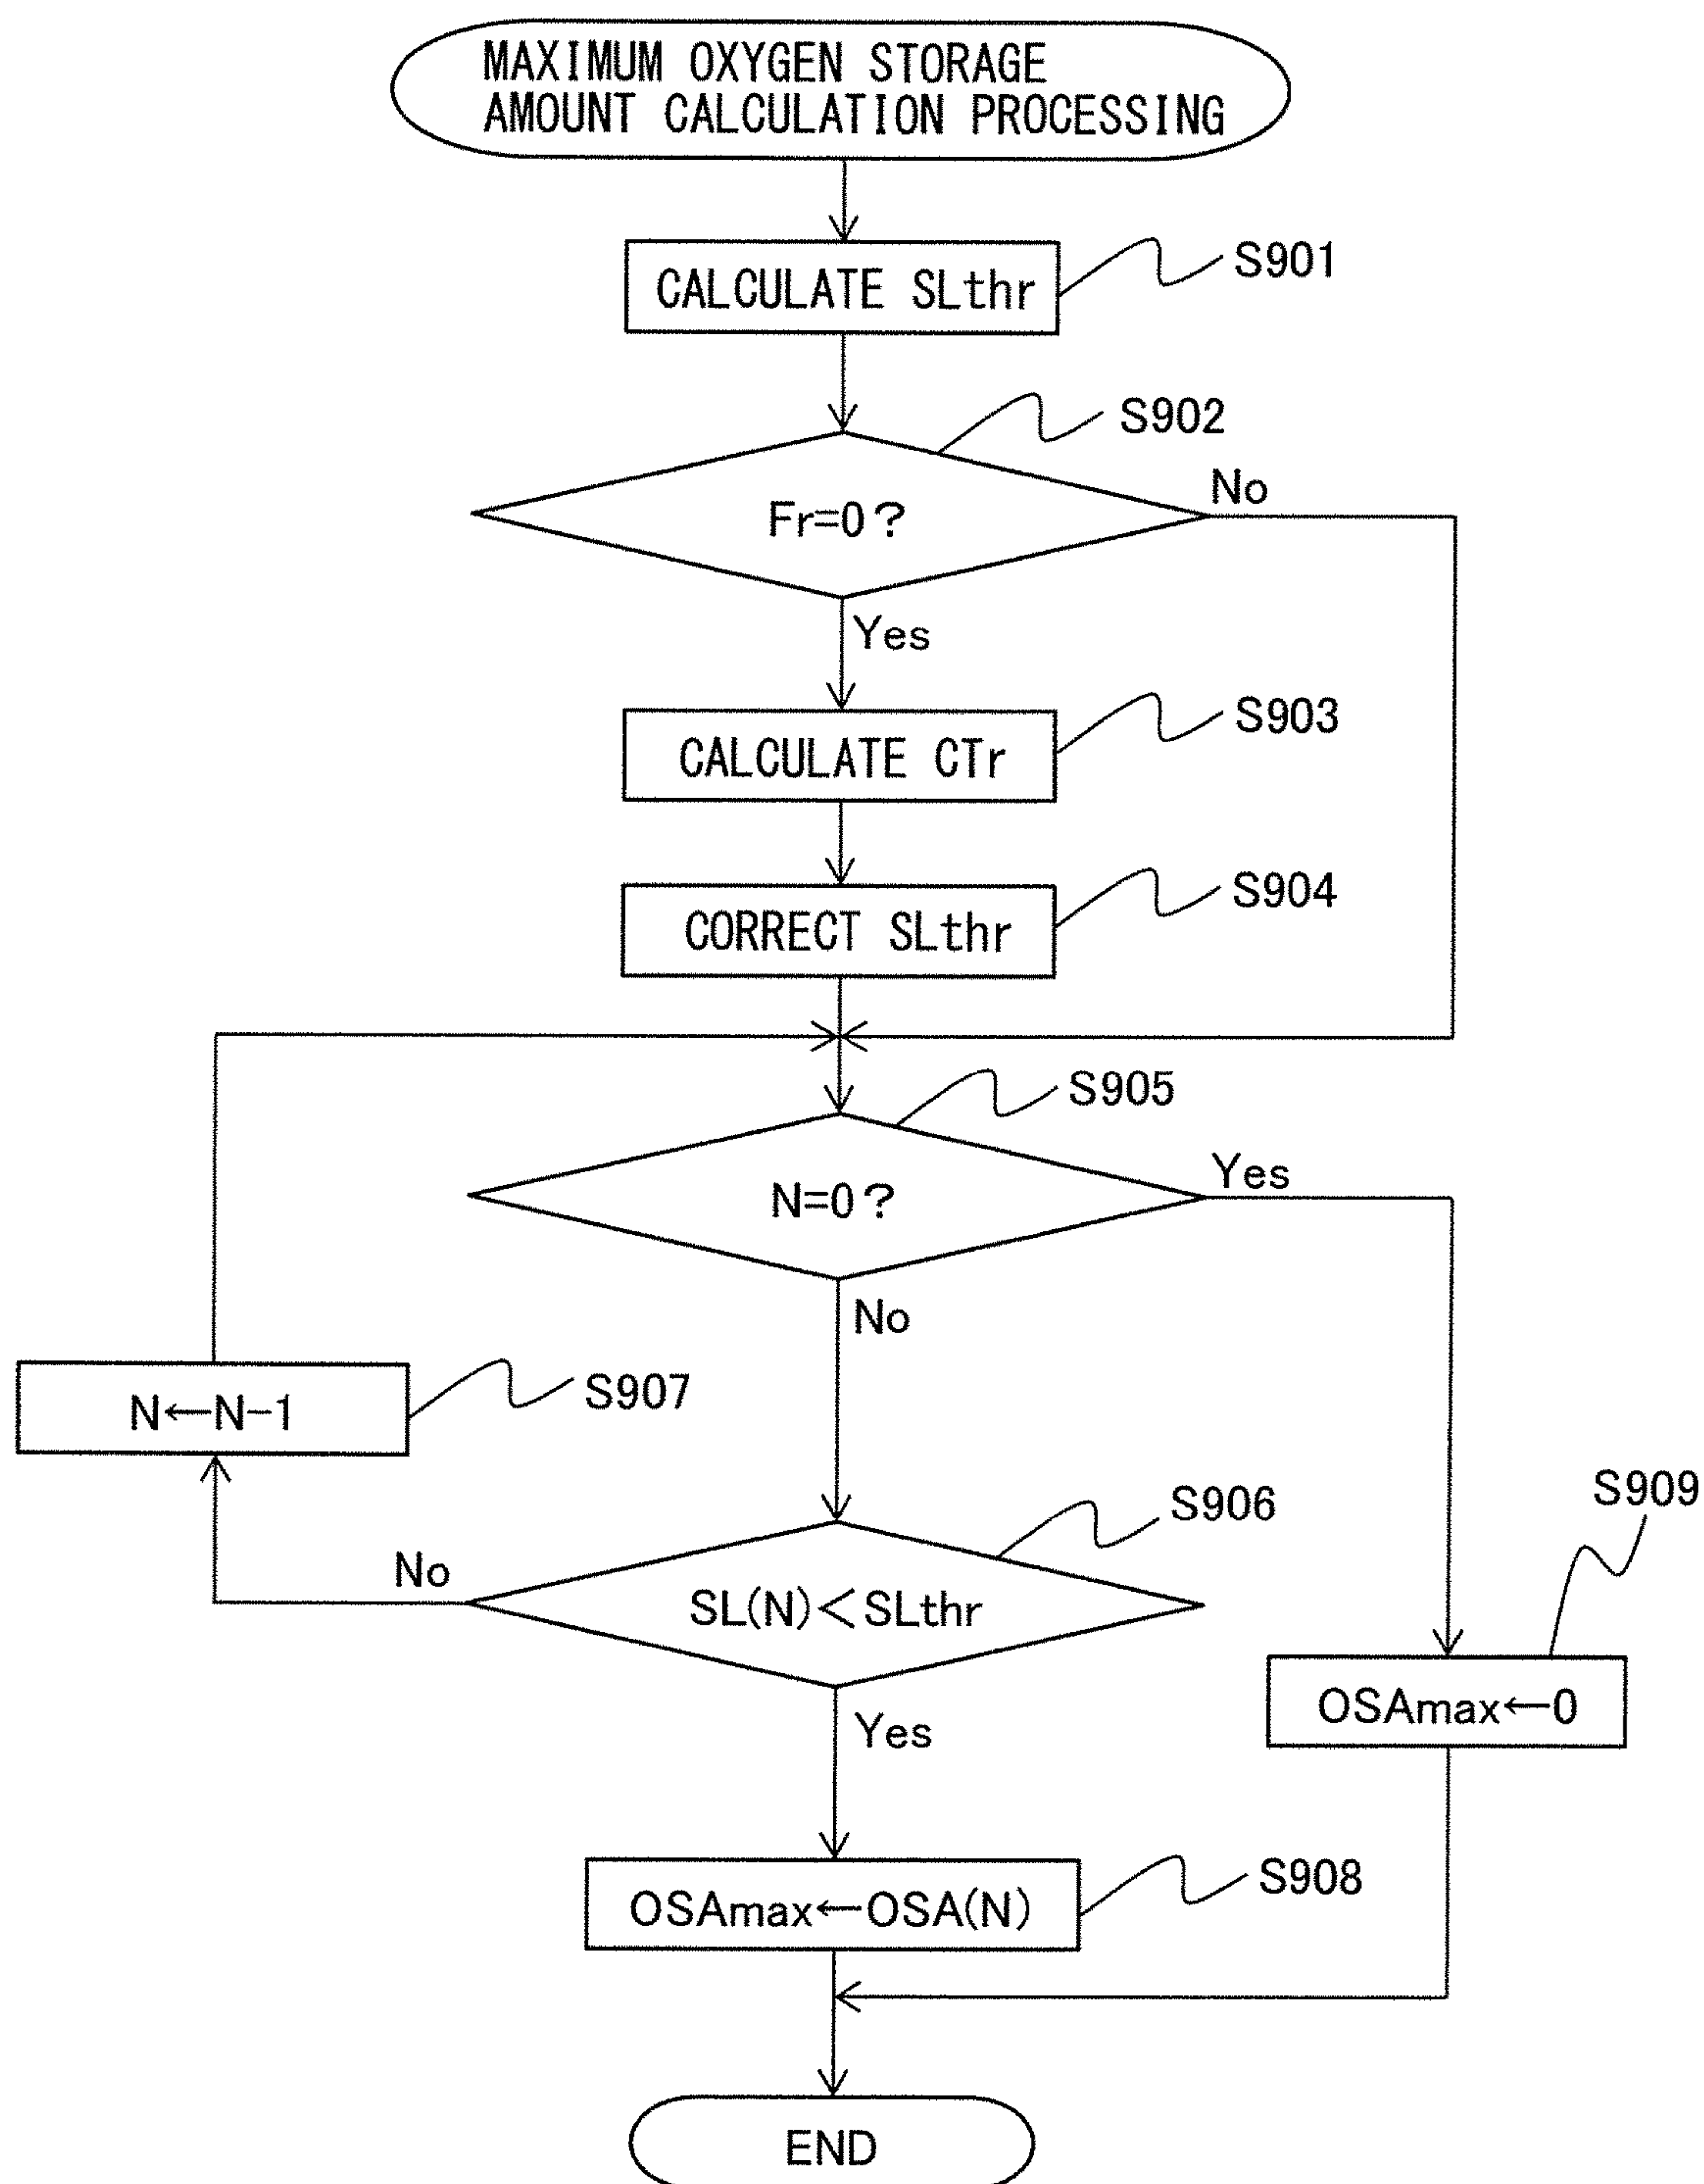 MAXIMUM OXYGEN STORAGE
AMOUNT CALCULATION PROCESSING
CALCULATE SLthr
S901
S902
Fr=0?
No
Yes
CALCULATE CTr
S903
CORRECT SLthr
S904
S905
N=0?
Yes
No
N←N-1
S907
S906
SL(N)<SLthr
No
Yes
S909
OSAmax←0
OSAmax←OSA(N)
S908
END